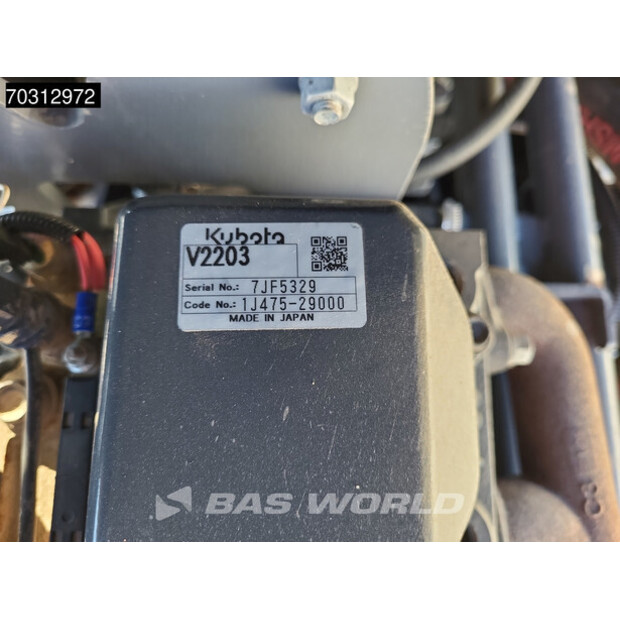 70312972
Kubota
V2203
Serial No.: 7JF5329
Code No.: 1J475-29000
MADE IN JAPAN
BAS WORLD